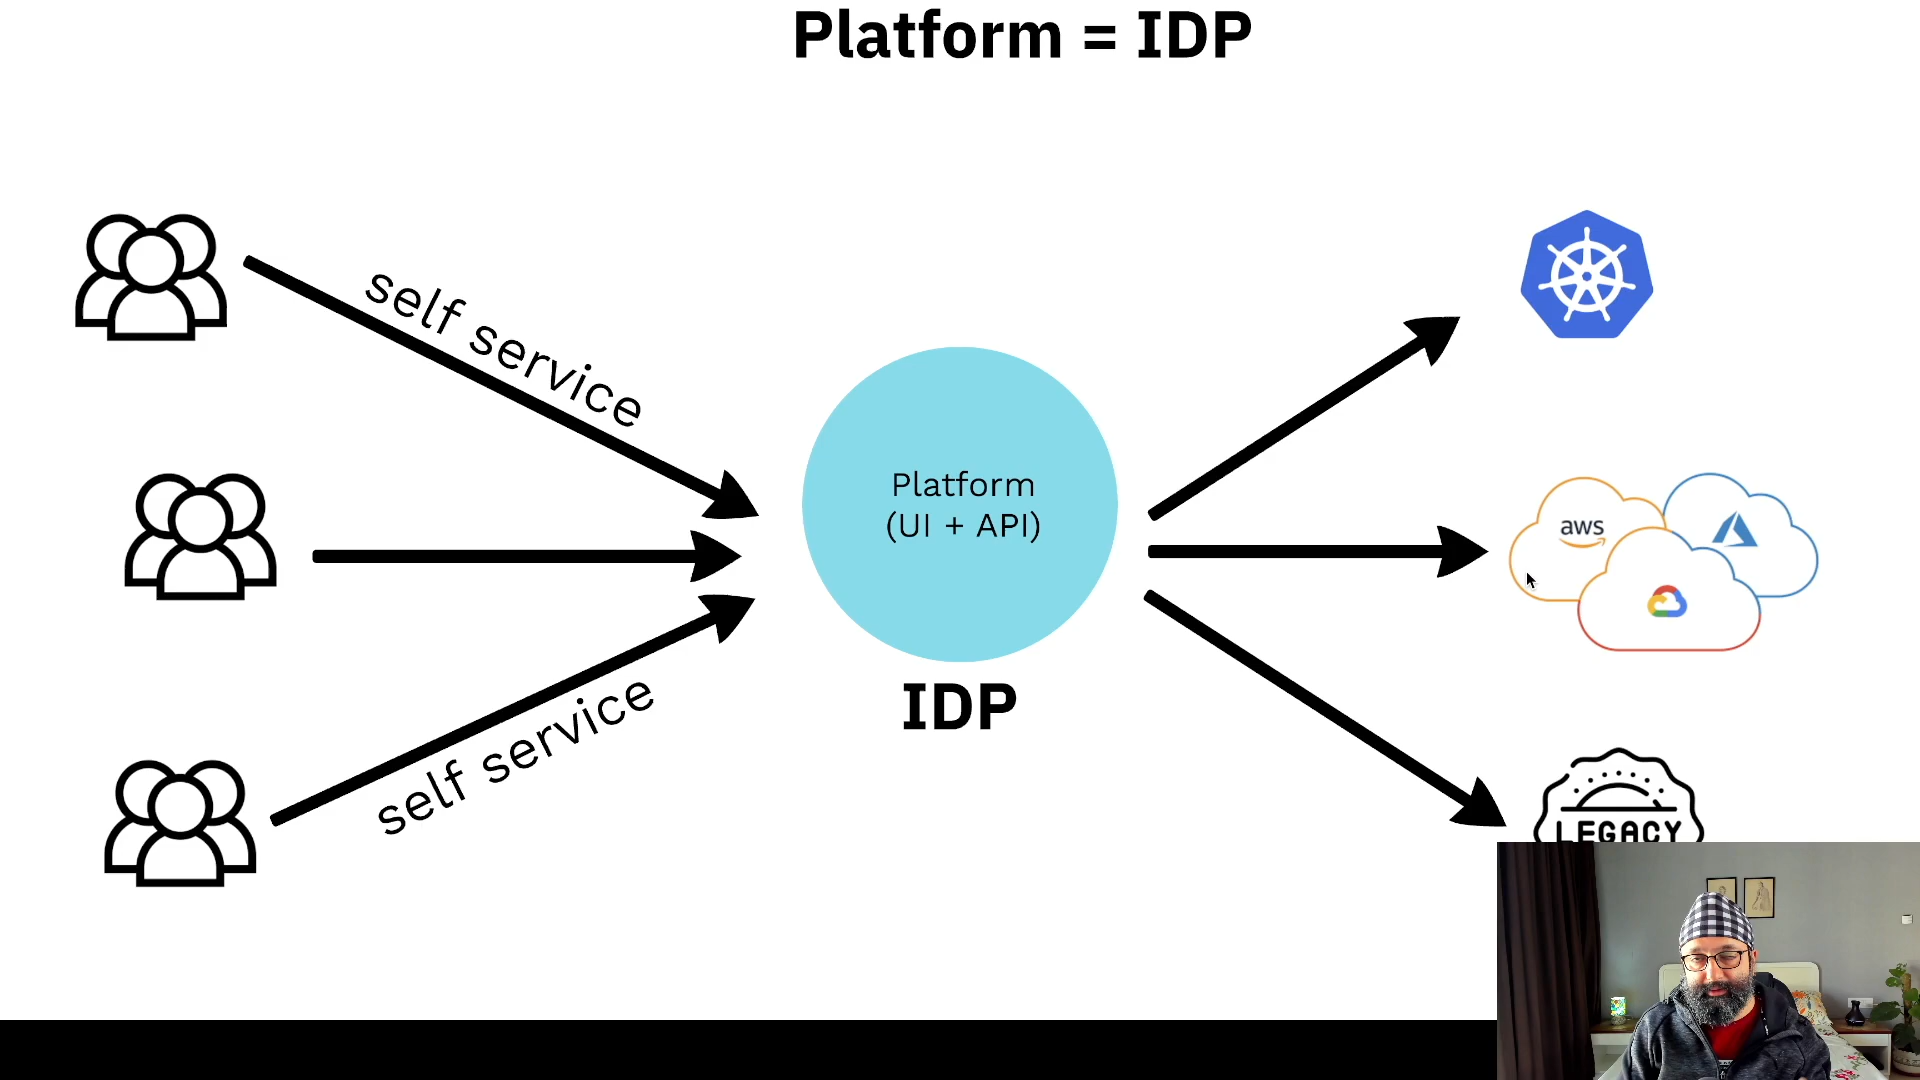 Platform = IDP
self service
Platform
(UI + API)
IDP
self service
aws
LEGACY